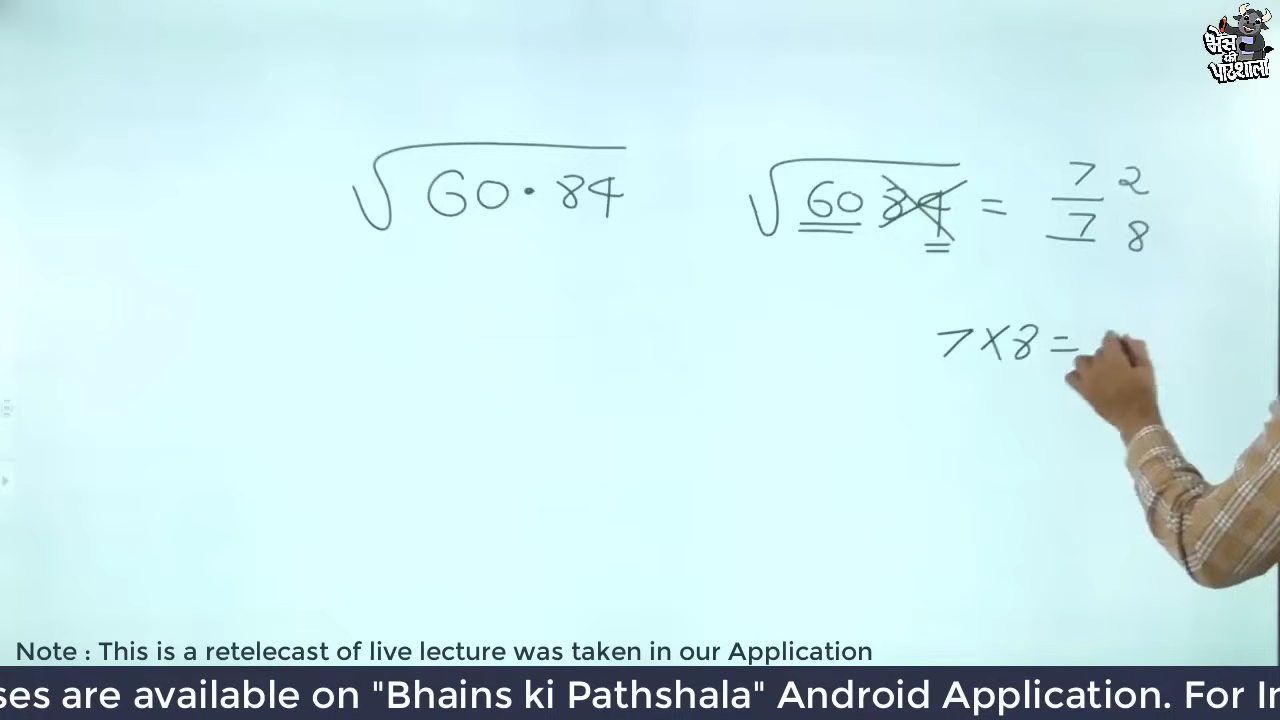 भैंस
की
पाठशाला
√60.84
√6084 = 7 2
7 8
7×8=
Note : This is a retelecast of live lecture was taken in our Application
ses are available on "Bhains ki Pathshala" Android Application. For In